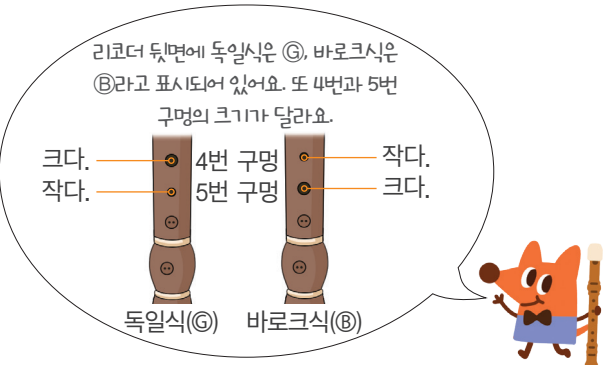 리코더 뒷면에 독일식은 Ⓖ, 바로크식은
Ⓑ라고 표시되어 있어요. 또 4번과 5번
구멍의 크기가 달라요.
크다. 4번 구멍 작다.
작다. 5번 구멍 크다.
독일식(Ⓖ) 바로크식(Ⓑ)